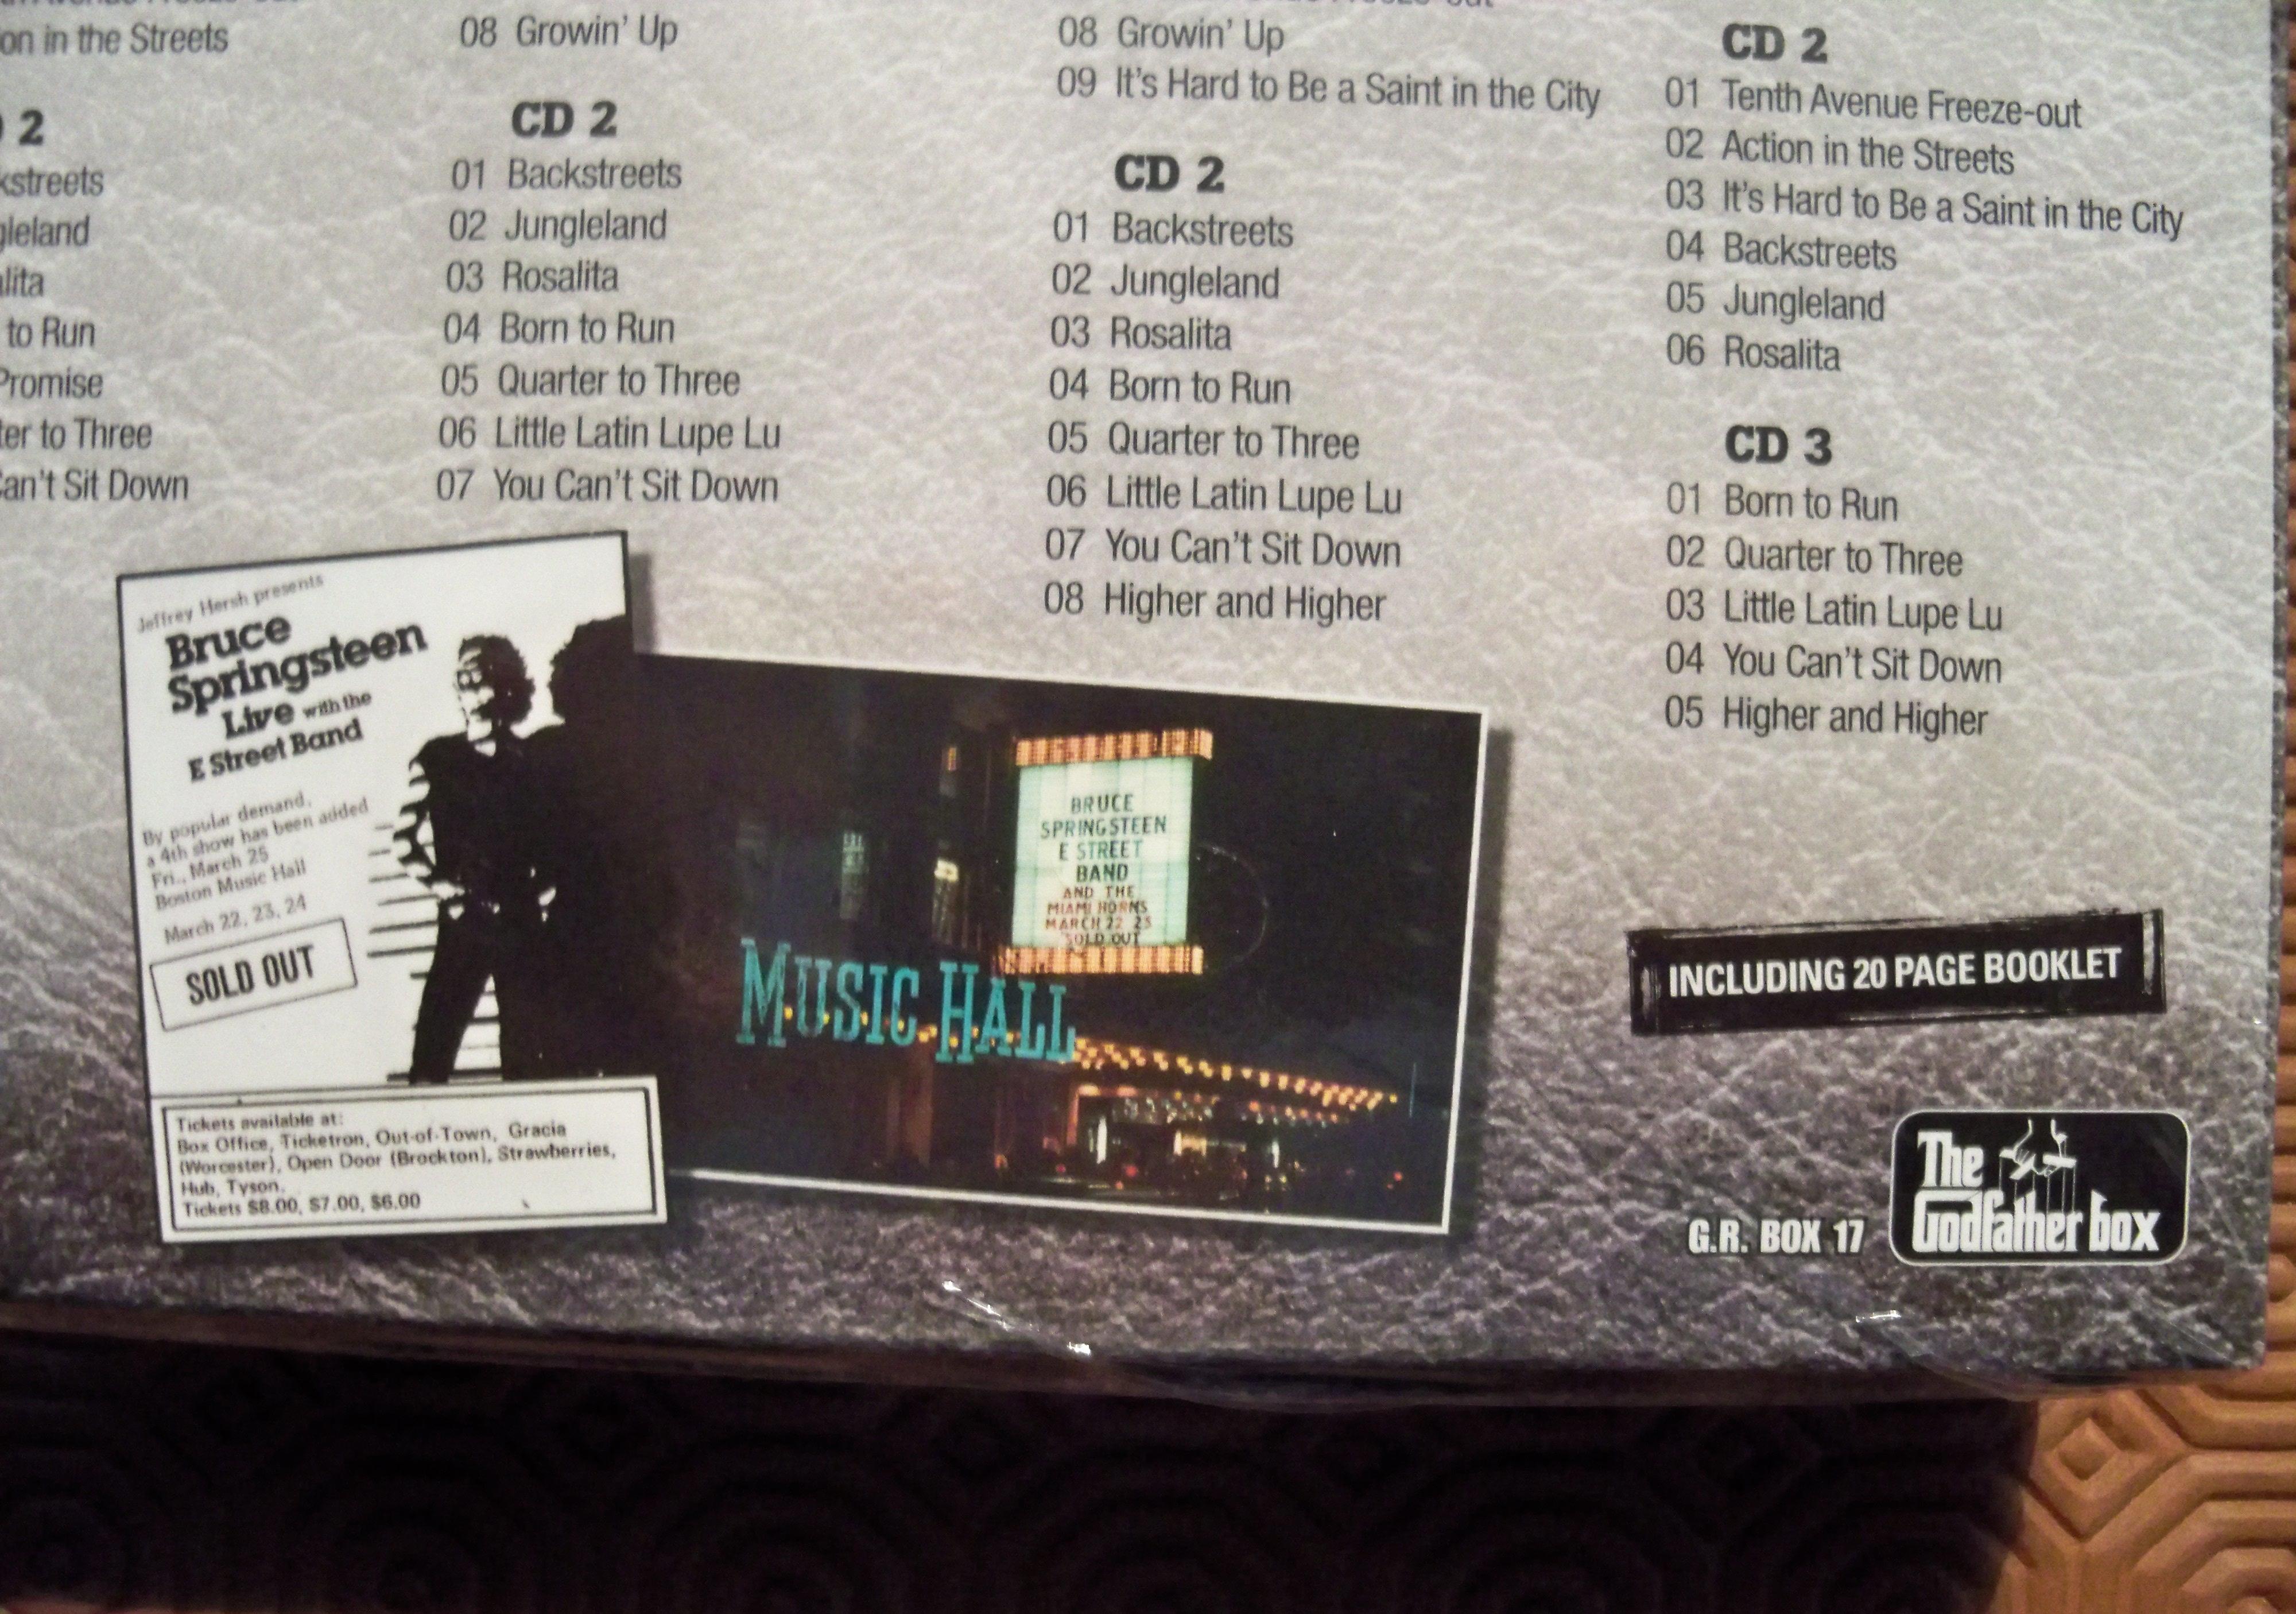 on in the Streets
2
kstreets
gleland
alita
to Run
Promise
ter to Three
Can't Sit Down
08 Growin' Up
CD 2
01 Backstreets
02 Jungleland
03 Rosalita
04 Born to Run
05 Quarter to Three
06 Little Latin Lupe Lu
07 You Can't Sit Down
08 Growin' Up
09 It's Hard to Be a Saint in the City
CD 2
01 Backstreets
02 Jungleland
03 Rosalita
04 Born to Run
05 Quarter to Three
06 Little Latin Lupe Lu
07 You Can't Sit Down
08 Higher and Higher
CD 2
01 Tenth Avenue Freeze-out
02 Action in the Streets
03 It's Hard to Be a Saint in the City
04 Backstreets
05 Jungleland
06 Rosalita
CD 3
01 Born to Run
02 Quarter to Three
03 Little Latin Lupe Lu
04 You Can't Sit Down
05 Higher and Higher
Jeffrey Hersh presents
Bruce
Springsteen
Live with the
E Street Band
By popular demand,
a 4th show has been added
Fri., March 25
Boston Music Hall
March 22, 23, 24
SOLD OUT
Tickets available at:
Box Office, Ticketron, Out-of-Town, Gracia
(Worcester), Open Door (Brockton), Strawberries,
Hub, Tyson.
Tickets $8.00, $7.00, $6.00
BRUCE
SPRINGSTEEN
E STREET
BAND
AND THE
MIAMI HORNS
MARCH 22 23
SOLD OUT
MUSIC HALL
INCLUDING 20 PAGE BOOKLET
G.R. BOX 17
The
Godfather box